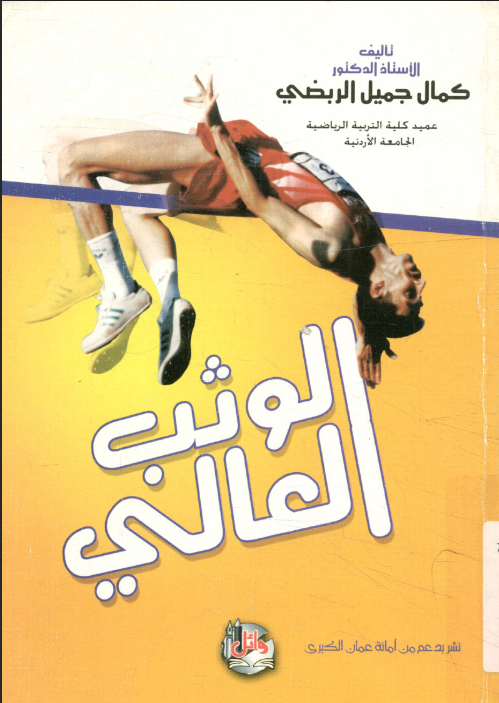 تأليف
الأستاذ الدكتور
كمال جميل الربضي
عميد كلية التربية الرياضية
الجامعة الأردنية
الوثب
العالي
وائل
نشر بدعم من أمانة عمان الكبرى